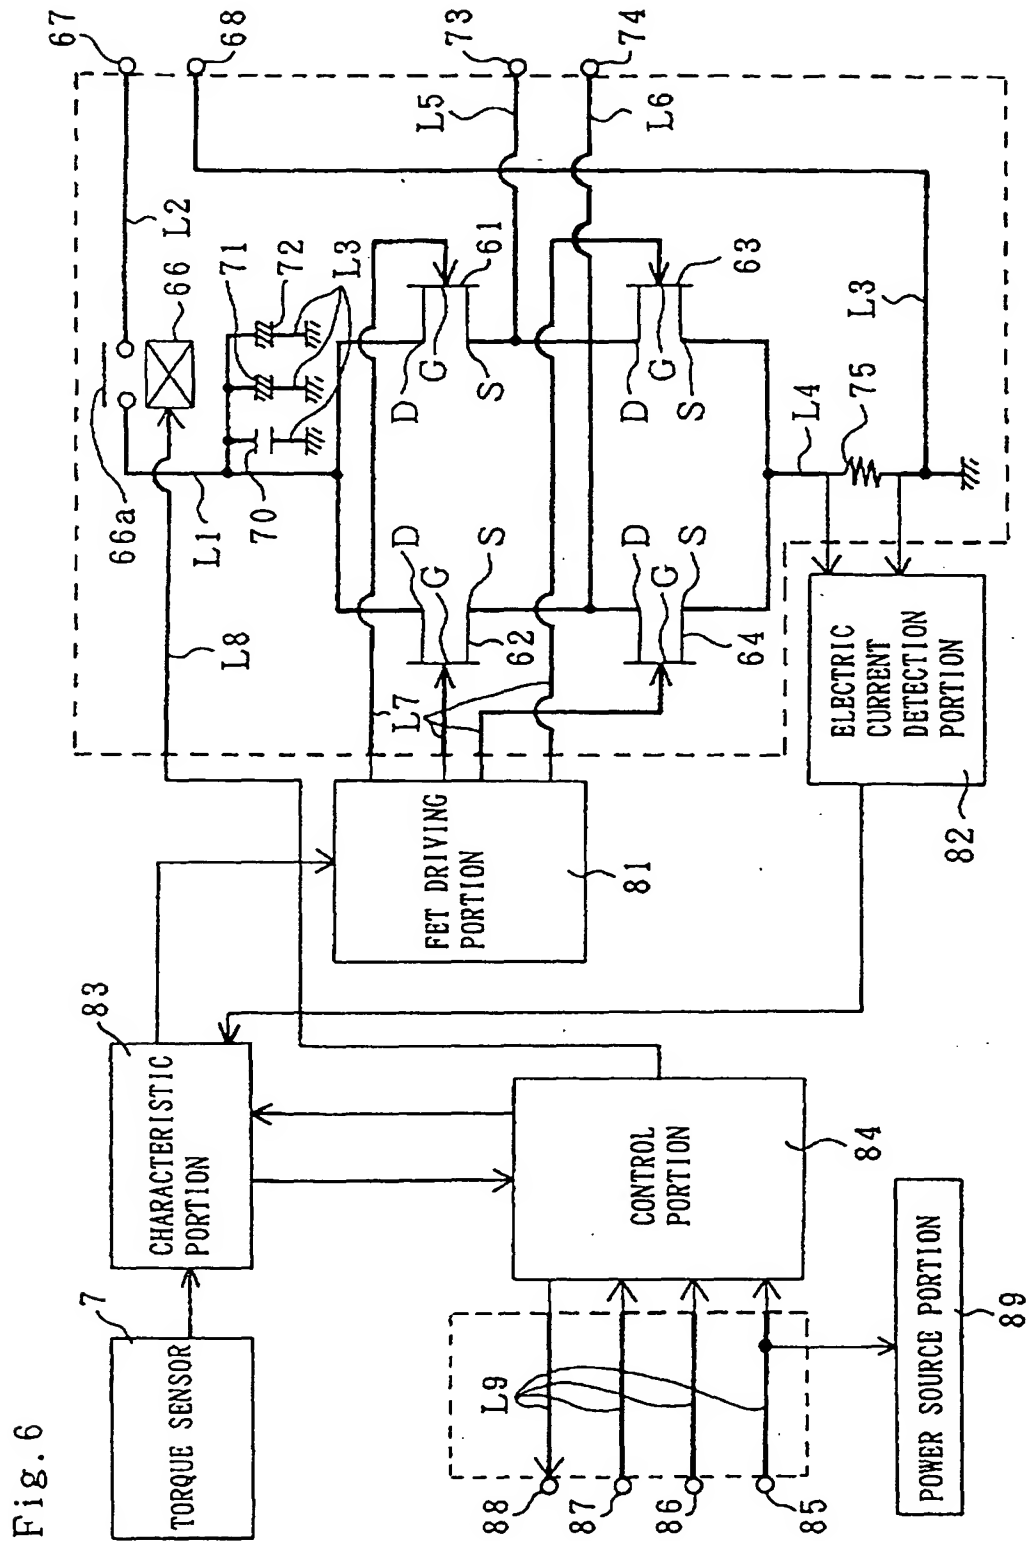 Fig.6
TORQUE SENSOR
7
CHARACTERISTIC
PORTION
83
FET DRIVING
PORTION
81
CONTROL
PORTION
84
POWER SOURCE PORTION
89
ELECTRIC
CURRENT
DETECTION
PORTION
82
88
87
86
85
L9
L8
L7
66a
L1
70
66
L2
71
72
L3
67
68
73
74
L5
L6
D
G
S
62
D
G
S
61
D
G
S
64
D
G
S
63
L4
75
L3